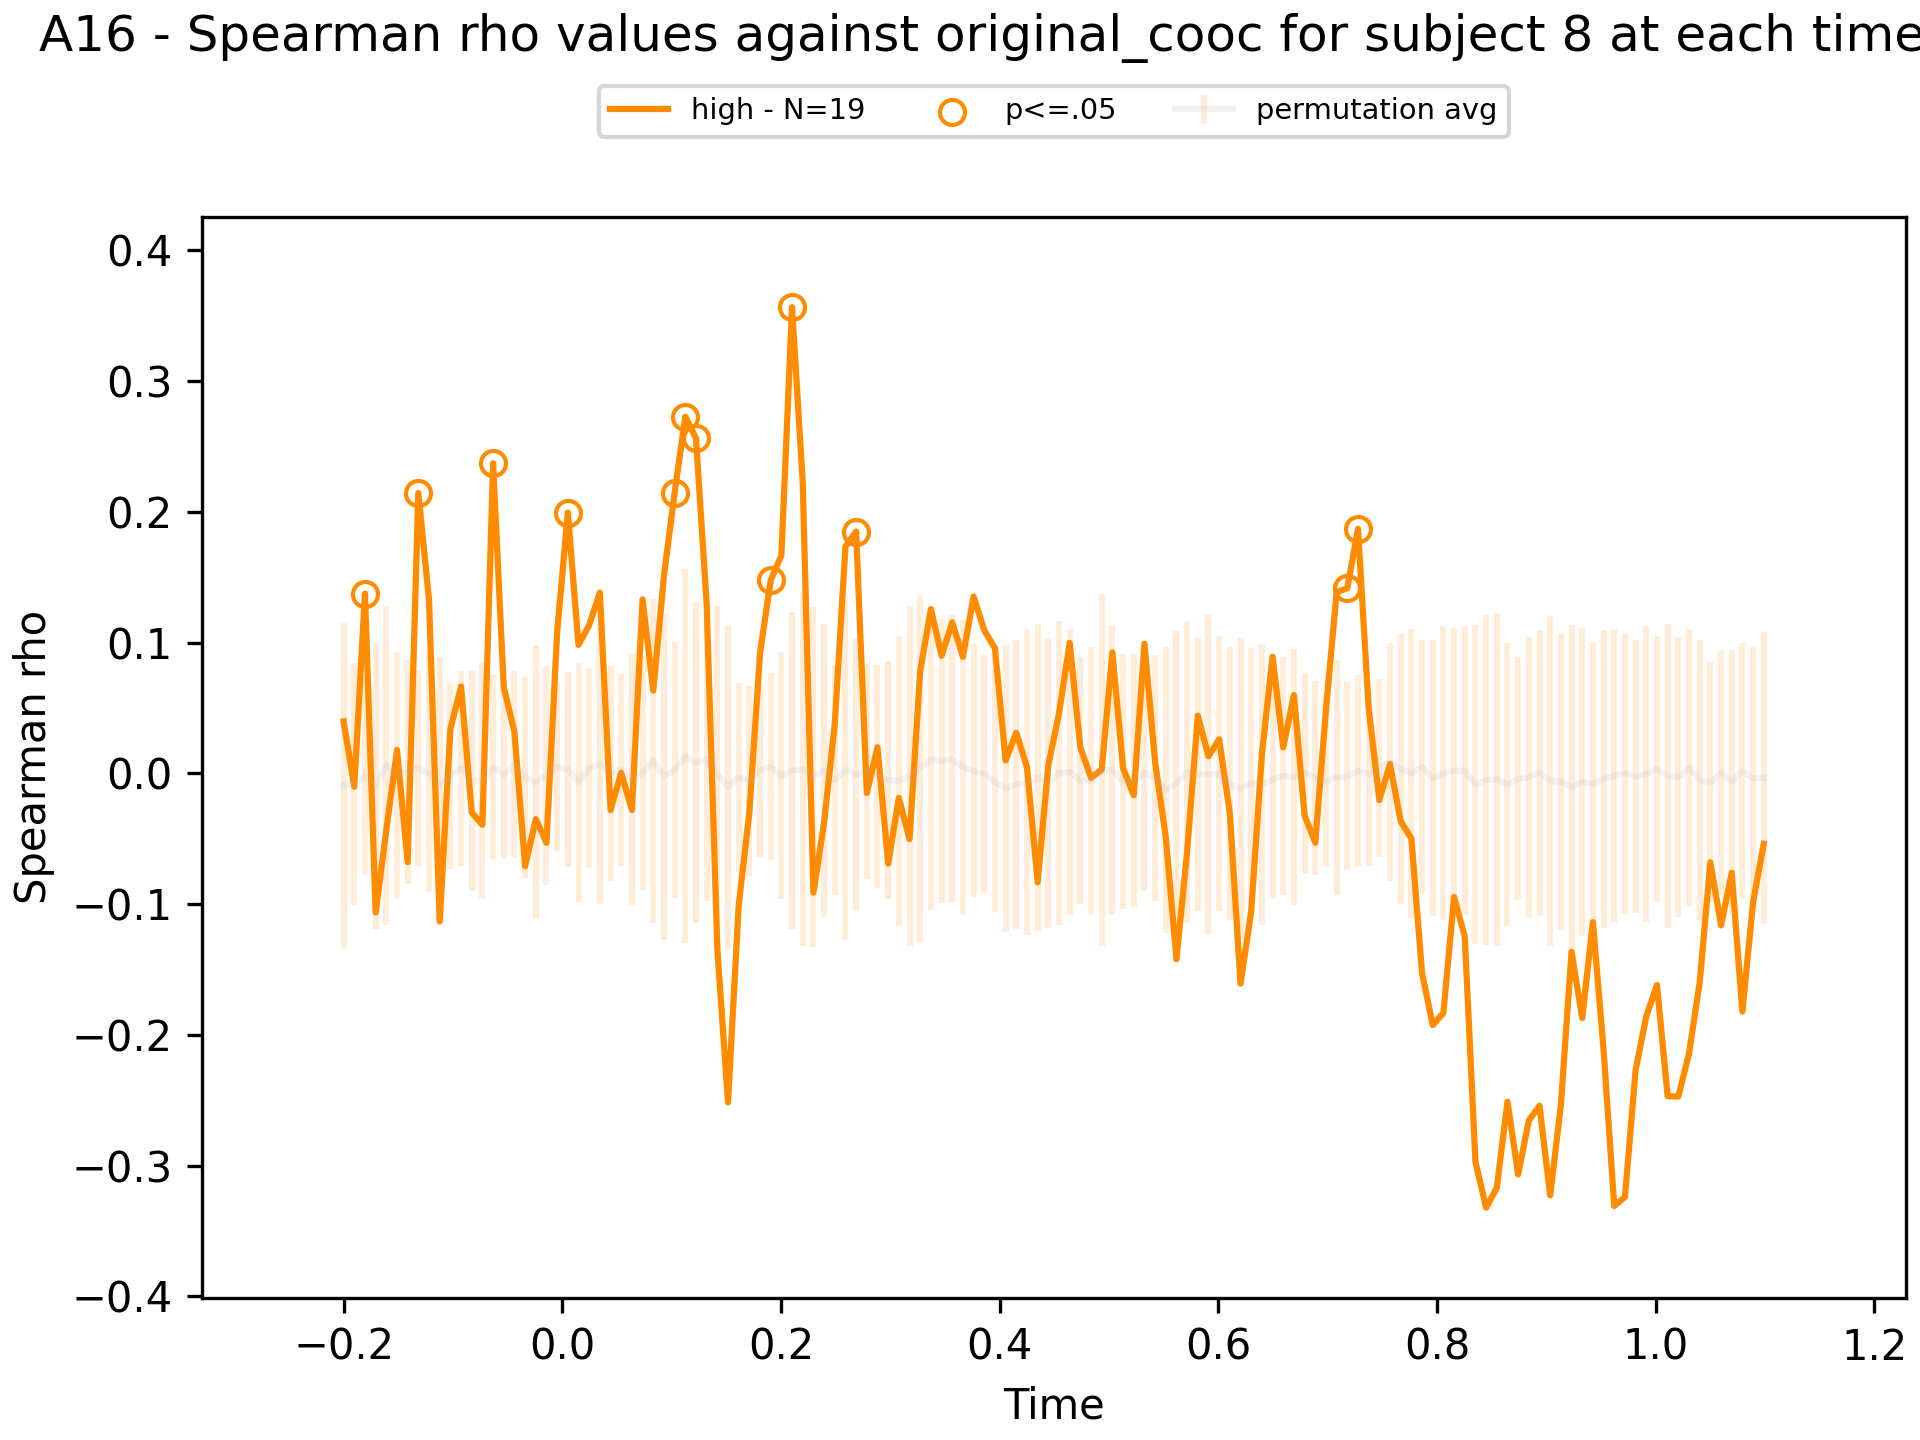 A16 - Spearman rho values against original_cooc for subject 8 at each time
high - N=19 p<=.05 permutation avg
Spearman rho
0.4
0.3
0.2
0.1
0.0
−0.1
−0.2
−0.3
−0.4
−0.2 0.0 0.2 0.4 0.6 0.8 1.0 1.2
Time